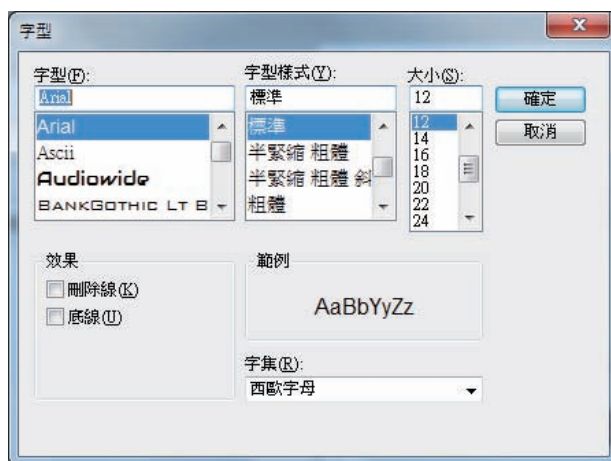 字型
字型(F):
Arial
Arial
Ascii
Audiowide
BankGothic Lt B
字型樣式(Y):
標準
標準
半緊縮 粗體
半緊縮 粗體 斜
粗體
大小(S):
12
12
14
16
18
20
22
24
確定
取消
效果
刪除線(K)
底線(U)
範例
AaBbYyZz
字集(R):
西歐字母